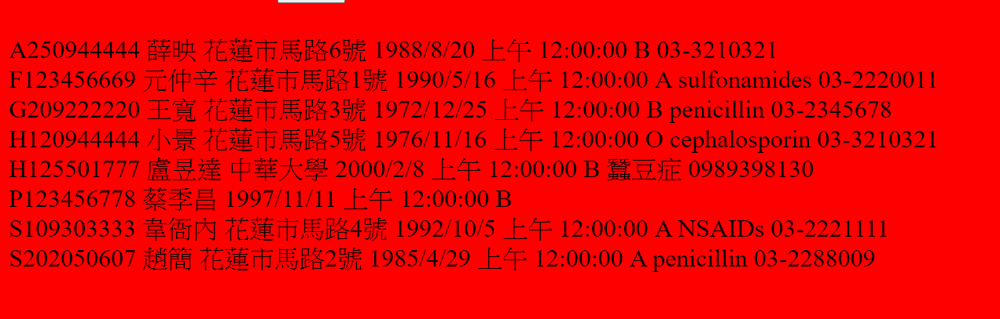 A250944444 薛映 花蓮市馬路6號 1988/8/20 上午 12:00:00 B 03-3210321
F123456669 元仲辛 花蓮市馬路1號 1990/5/16 上午 12:00:00 A sulfonamides 03-2220011
G209222220 王寬 花蓮市馬路3號 1972/12/25 上午 12:00:00 B penicillin 03-2345678
H120944444 小景 花蓮市馬路5號 1976/11/16 上午 12:00:00 O cephalosporin 03-3210321
H125501777 盧昱達 中華大學 2000/2/8 上午 12:00:00 B 蠶豆症 0989398130
P123456778 蔡季昌 1997/11/11 上午 12:00:00 B
S109303333 韋衙內 花蓮市馬路4號 1992/10/5 上午 12:00:00 A NSAIDs 03-2221111
S202050607 趙簡 花蓮市馬路2號 1985/4/29 上午 12:00:00 A penicillin 03-2288009